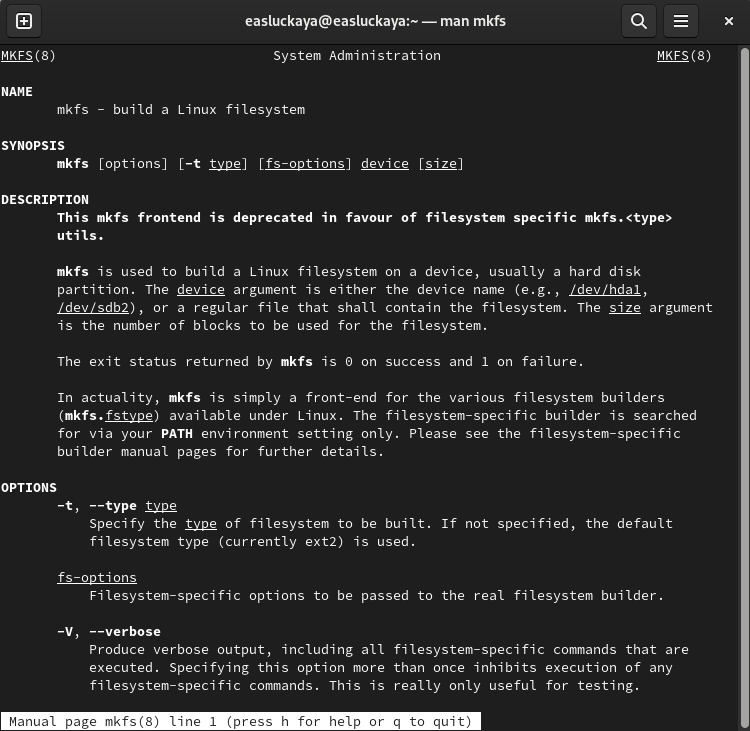 easluckaya@easluckaya:~ — man mkfs
MKFS(8) System Administration MKFS(8)
NAME
mkfs - build a Linux filesystem
SYNOPSIS
mkfs [options] [-t type] [fs-options] device [size]
DESCRIPTION
This mkfs frontend is deprecated in favour of filesystem specific mkfs.<type>
utils.
mkfs is used to build a Linux filesystem on a device, usually a hard disk
partition. The device argument is either the device name (e.g., /dev/hda1,
/dev/sdb2), or a regular file that shall contain the filesystem. The size argument
is the number of blocks to be used for the filesystem.
The exit status returned by mkfs is 0 on success and 1 on failure.
In actuality, mkfs is simply a front-end for the various filesystem builders
(mkfs.fstype) available under Linux. The filesystem-specific builder is searched
for via your PATH environment setting only. Please see the filesystem-specific
builder manual pages for further details.
OPTIONS
-t, --type type
Specify the type of filesystem to be built. If not specified, the default
filesystem type (currently ext2) is used.
fs-options
Filesystem-specific options to be passed to the real filesystem builder.
-V, --verbose
Produce verbose output, including all filesystem-specific commands that are
executed. Specifying this option more than once inhibits execution of any
filesystem-specific commands. This is really only useful for testing.
Manual page mkfs(8) line 1 (press h for help or q to quit)